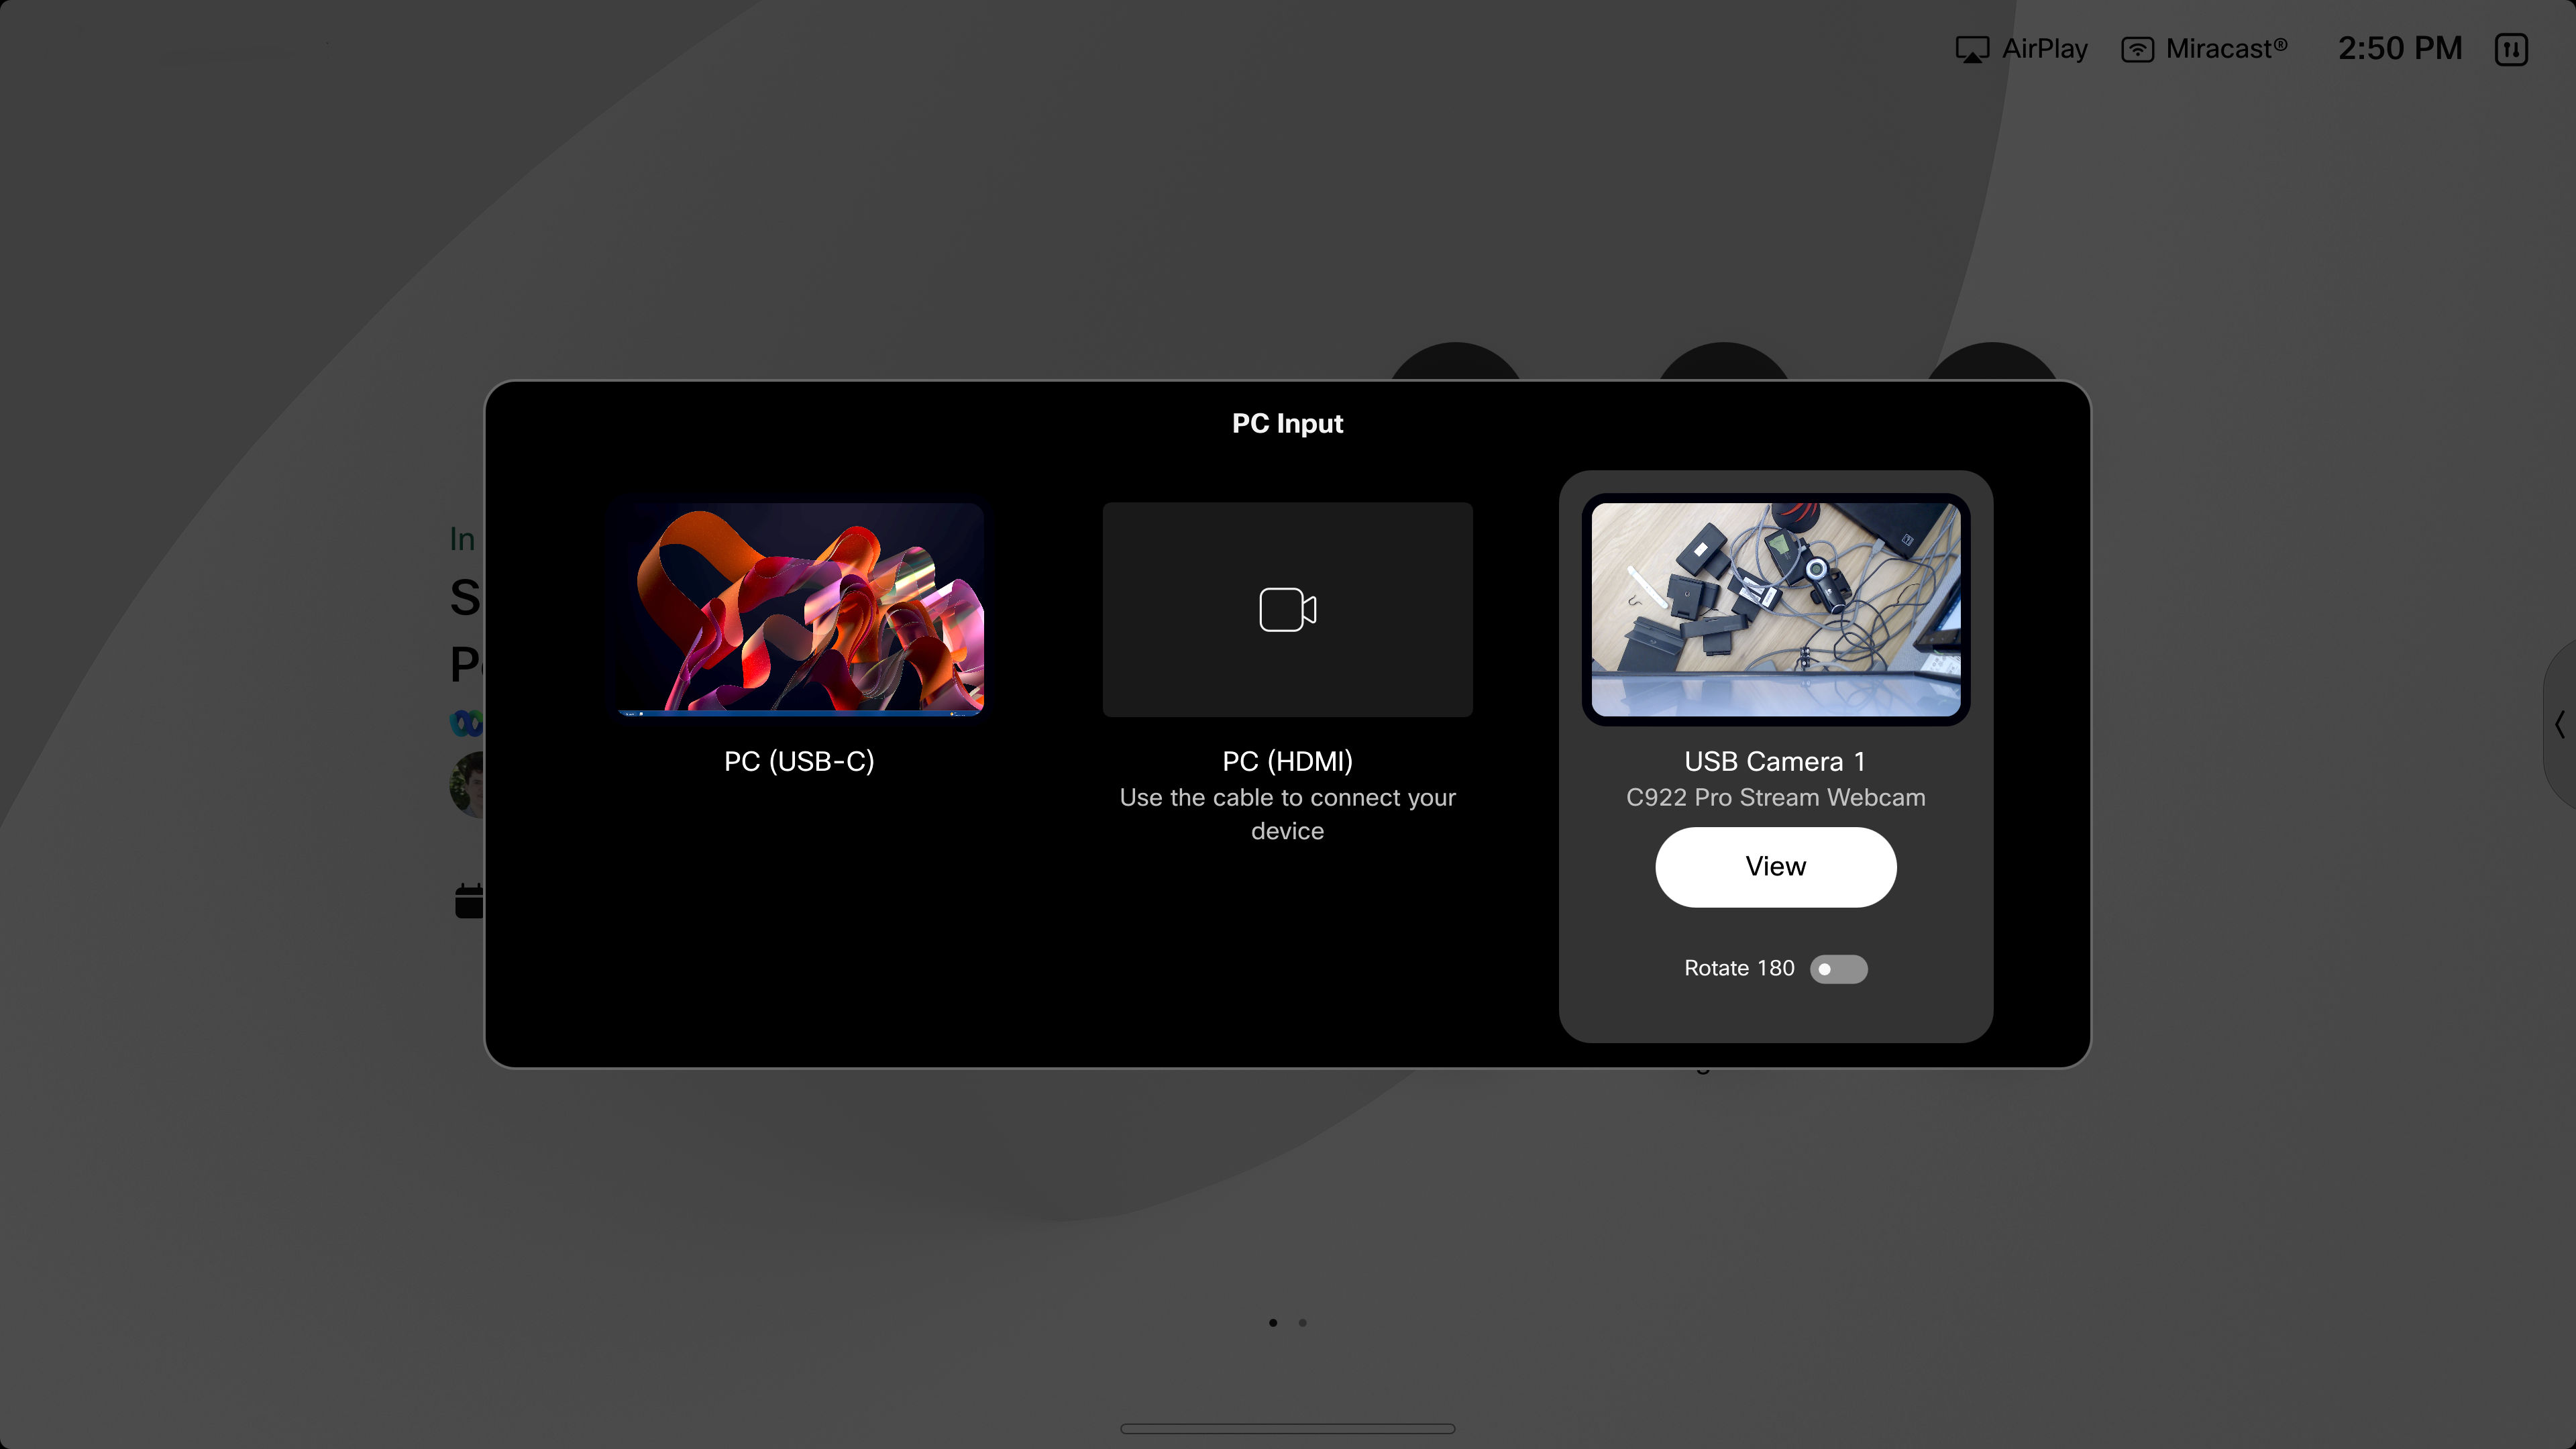 AirPlay
Miracast®
2:50 PM
PC Input
In
S
P
PC (USB-C)
PC (HDMI)
Use the cable to connect your
device
USB Camera 1
C922 Pro Stream Webcam
View
Rotate 180